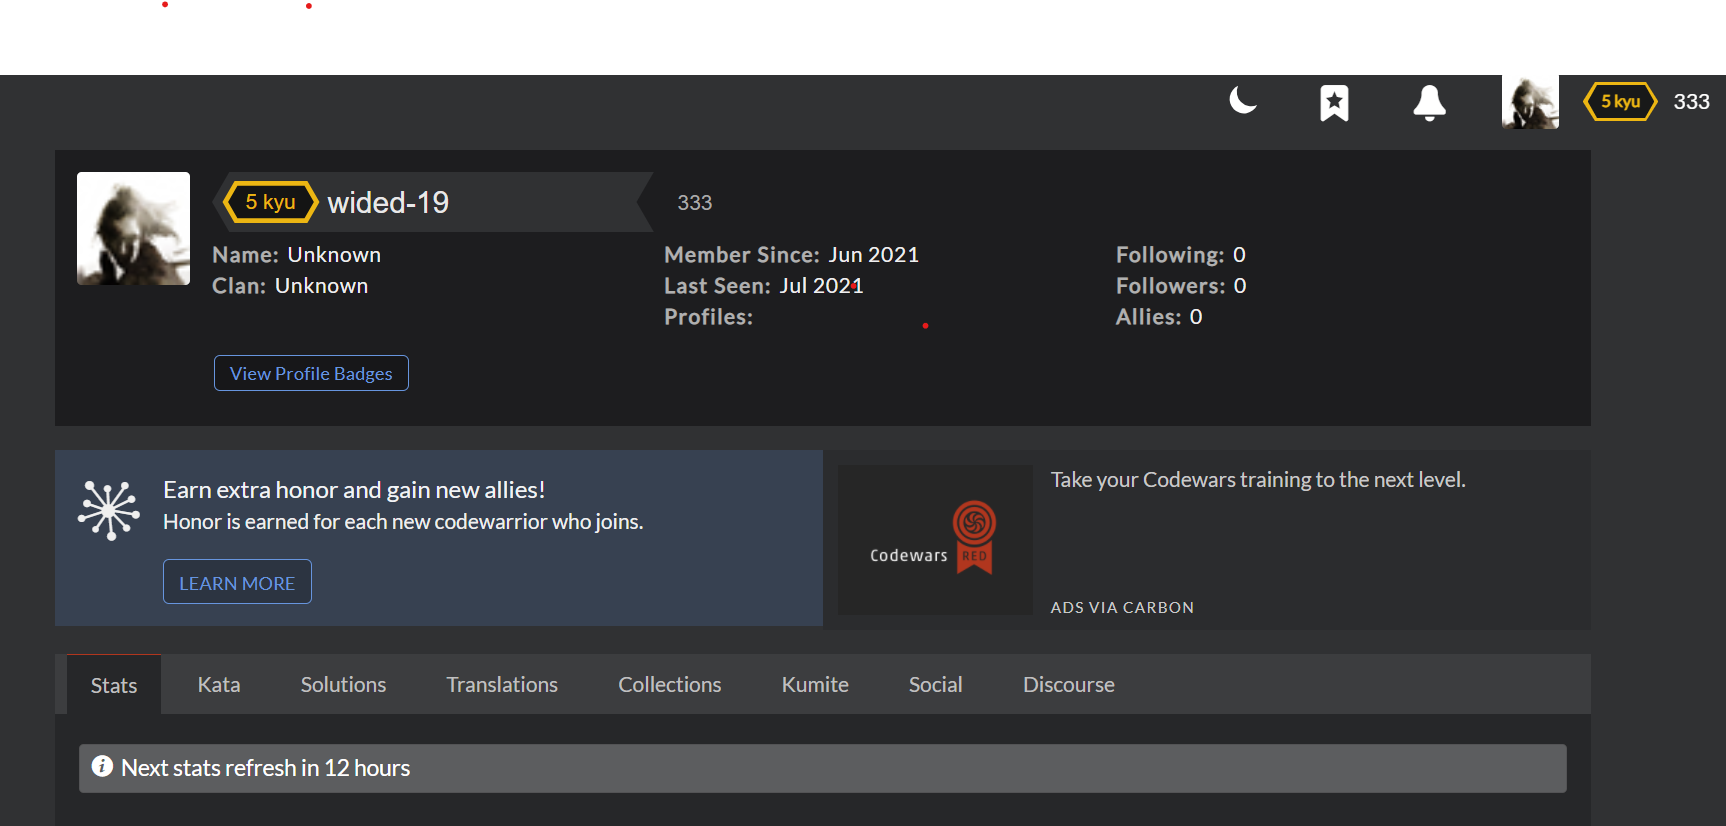 5 kyu 333
5 kyu wided-19 333
Name: Unknown Member Since: Jun 2021 Following: 0
Clan: Unknown Last Seen: Jul 2021 Followers: 0
Profiles: Allies: 0
View Profile Badges
Earn extra honor and gain new allies!
Honor is earned for each new codewarrior who joins.
LEARN MORE
Take your Codewars training to the next level.
Codewars RED
ADS VIA CARBON
Stats Kata Solutions Translations Collections Kumite Social Discourse
Next stats refresh in 12 hours